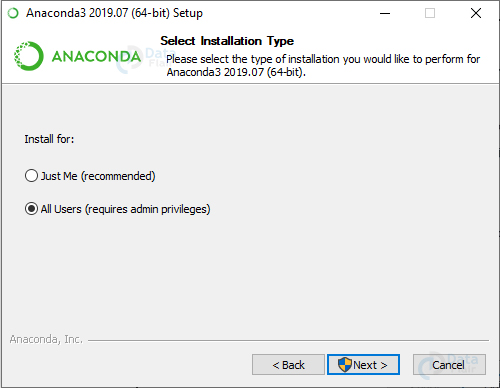 Anaconda3 2019.07 (64-bit) Setup
ANACONDA
Select Installation Type
Please select the type of installation you would like to perform for
Anaconda3 2019.07 (64-bit).
Install for:
Just Me (recommended)
All Users (requires admin privileges)
Anaconda, Inc.
< Back
Next >
Cancel